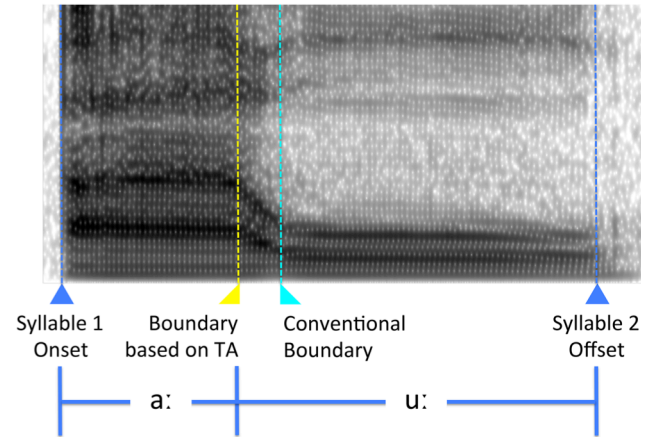 Syllable 1
Onset
Boundary
based on TA
Conventional
Boundary
Syllable 2
Offset
aː
uː